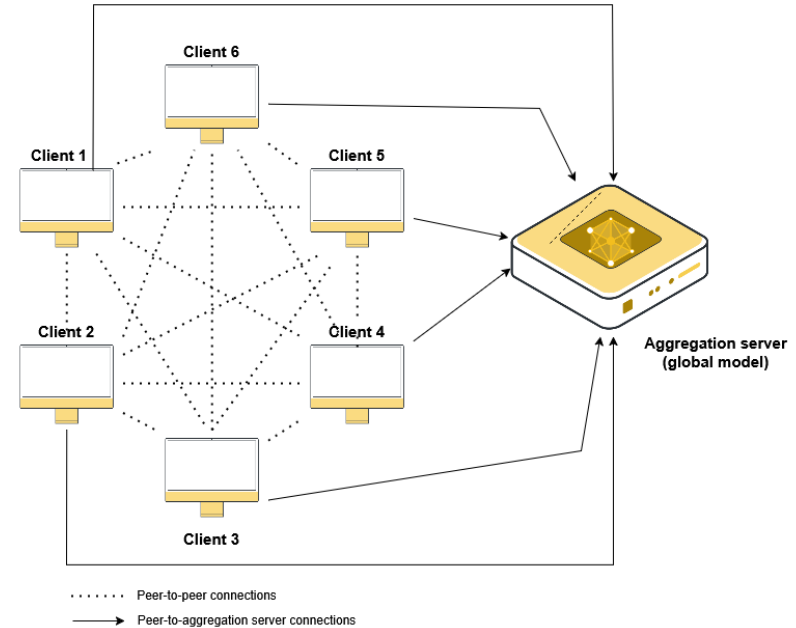 Client 6
Client 1
Client 5
Client 2
Client 4
Aggregation server
(global model)
Client 3
Peer-to-peer connections
Peer-to-aggregation server connections